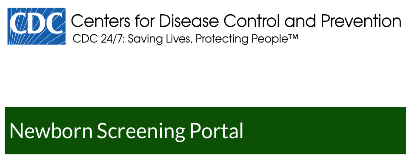 CDC
Centers for Disease Control and Prevention
CDC 24/7: Saving Lives, Protecting People™
Newborn Screening Portal